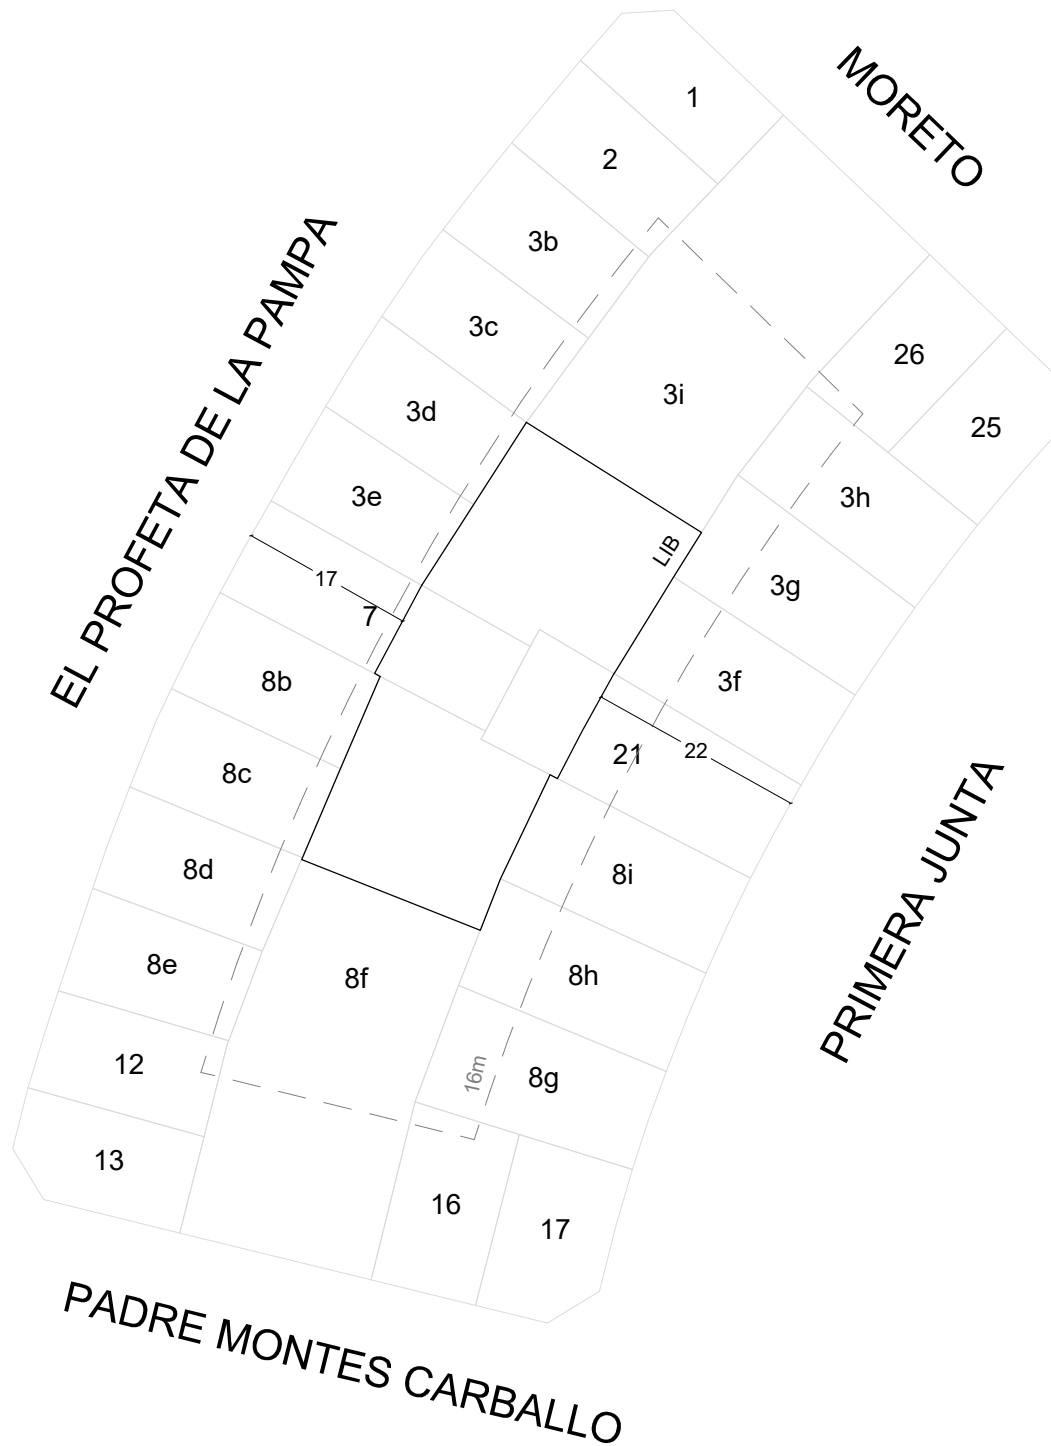 MORETO
1
2
3b
EL PROFETA DE LA PAMPA
3c
26
3i
3d
25
3e
3h
LIB
17
3g
7
8b
3f
21
22
8c
PRIMERA JUNTA
8d
8i
8e
8f
8h
12
16m
8g
13
16
17
PADRE MONTES CARBALLO